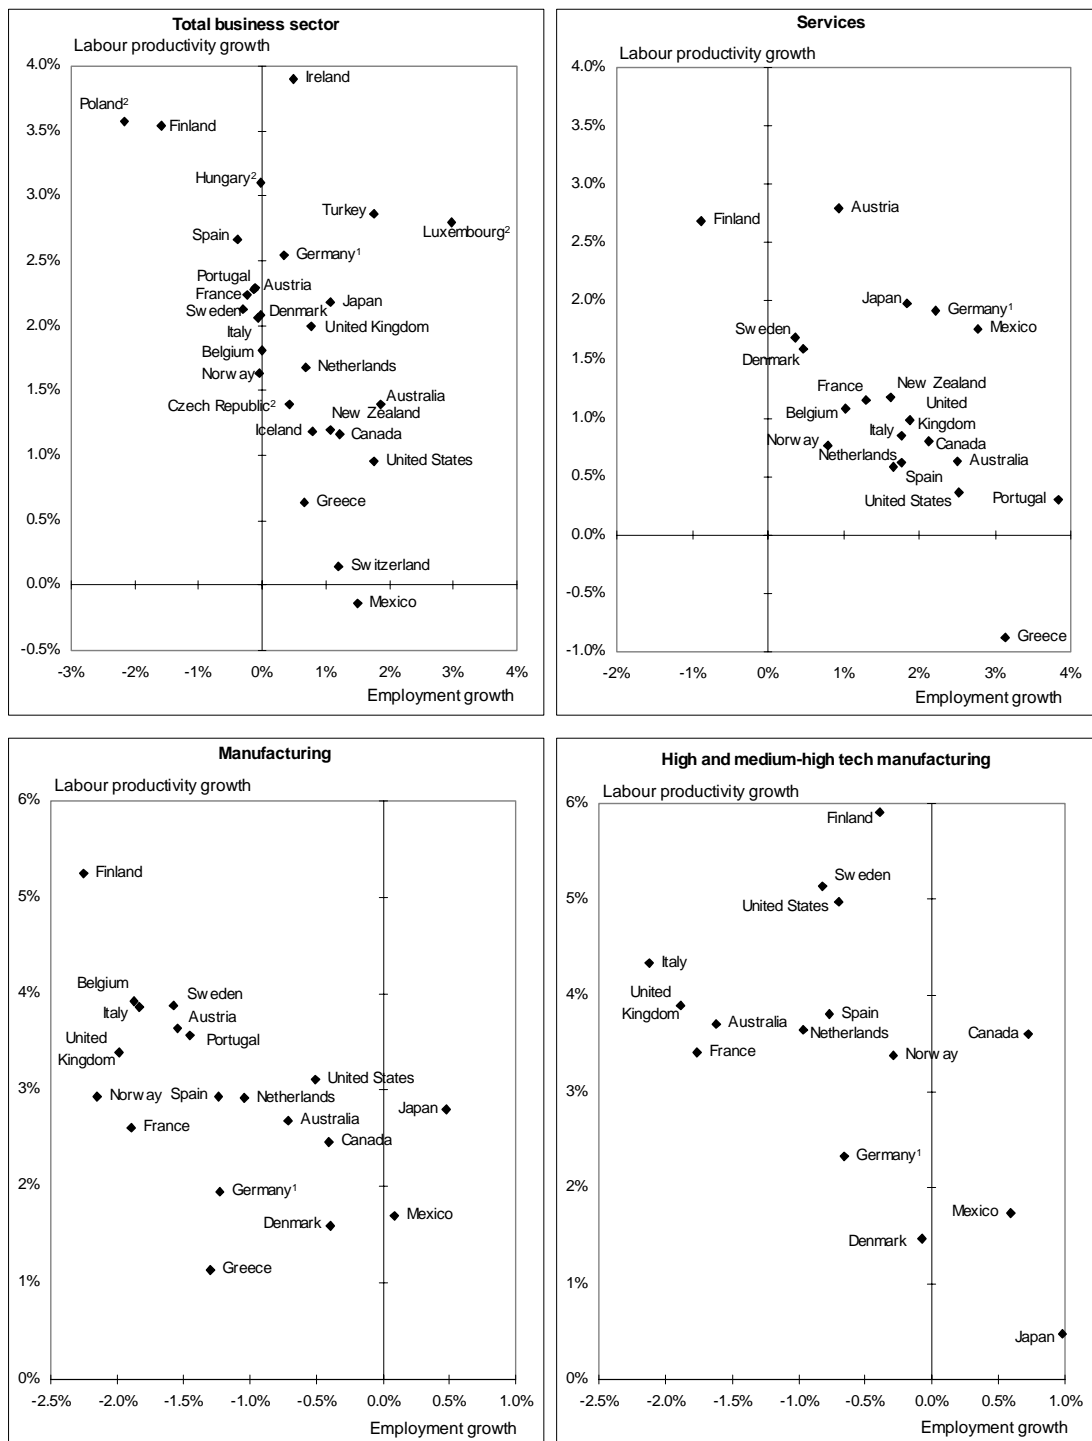 Total business sector
Labour productivity growth
4.0%
3.5%
3.0%
2.5%
2.0%
1.5%
1.0%
0.5%
0.0%
-0.5%
Ireland
Poland²
Finland
Hungary²
Turkey
Luxembourg²
Spain
Germany¹
Portugal
Austria
France
Japan
Sweden
Denmark
Italy
United Kingdom
Belgium
Norway
Netherlands
Czech Republic²
Australia
New Zealand
Iceland
Canada
United States
Greece
Switzerland
Mexico
-3%
-2%
-1%
0%
1%
2%
3%
4%
Employment growth
Services
Labour productivity growth
4.0%
3.5%
3.0%
2.5%
2.0%
1.5%
1.0%
0.5%
0.0%
-0.5%
-1.0%
Finland
Austria
Japan
Germany¹
Mexico
Sweden
Denmark
France
New Zealand
Belgium
United
Kingdom
Norway
Italy
Canada
Netherlands
Australia
Spain
United States
Portugal
Greece
-2%
-1%
0%
1%
2%
3%
4%
Employment growth
Manufacturing
Labour productivity growth
6%
5%
4%
3%
2%
1%
0%
Finland
Belgium
Sweden
Italy
Austria
United
Kingdom
Portugal
Norway
Spain
Netherlands
United States
France
Australia
Japan
Canada
Germany¹
Denmark
Mexico
Greece
-2.5%
-2.0%
-1.5%
-1.0%
-0.5%
0.0%
0.5%
1.0%
Employment growth
High and medium-high tech manufacturing
Labour productivity growth
6%
5%
4%
3%
2%
1%
0%
Finland
Sweden
United States
Italy
United
Kingdom
Australia
Spain
Netherlands
Canada
France
Norway
Germany¹
Mexico
Denmark
Japan
-2.5%
-2.0%
-1.5%
-1.0%
-0.5%
0.0%
0.5%
1.0%
Employment growth